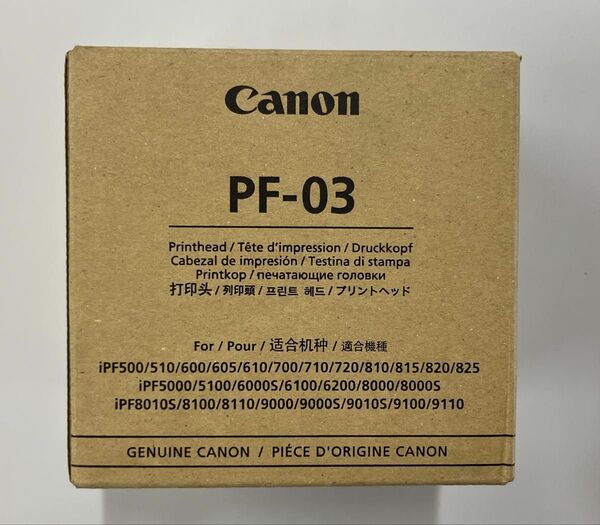 Canon
PF-03
Printhead / Tête d'impression / Druckkopf
Cabezal de impresión / Testina di stampa
Printkop / печатающие головки
打印头 / 列印頭 / 프린트 헤드 / プリントヘッド
For / Pour / 适合机种 / 適合機種
iPF500/510/600/605/610/700/710/720/810/815/820/825
iPF5000/5100/6000S/6100/6200/8000/8000S
iPF8010S/8100/8110/9000/9000S/9010S/9100/9110
GENUINE CANON / PIÉCE D'ORIGINE CANON